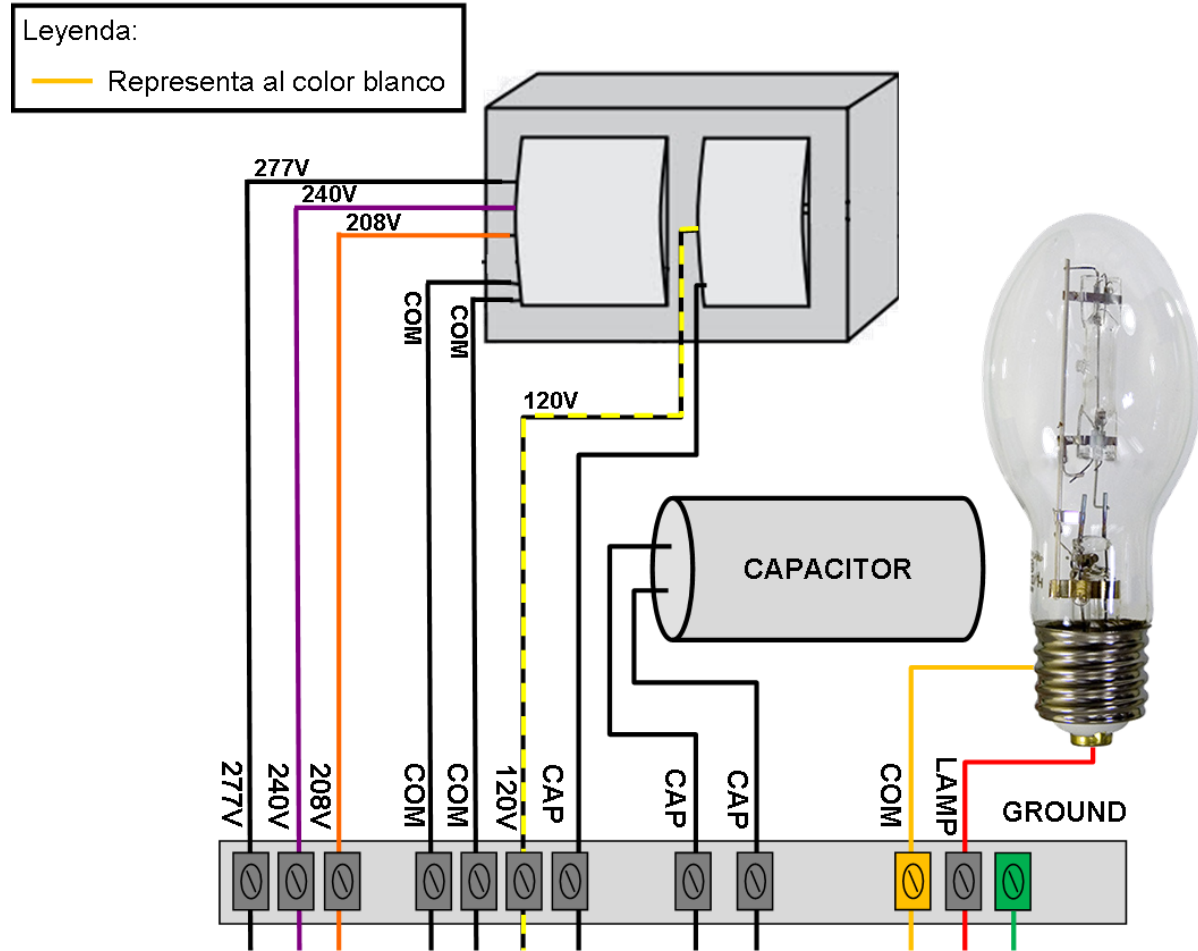 Leyenda:
Representa al color blanco
277V
240V
208V
COM
COM
120V
CAPACITOR
277V
240V
208V
COM
COM
120V
CAP
CAP
CAP
COM
LAMP
GROUND